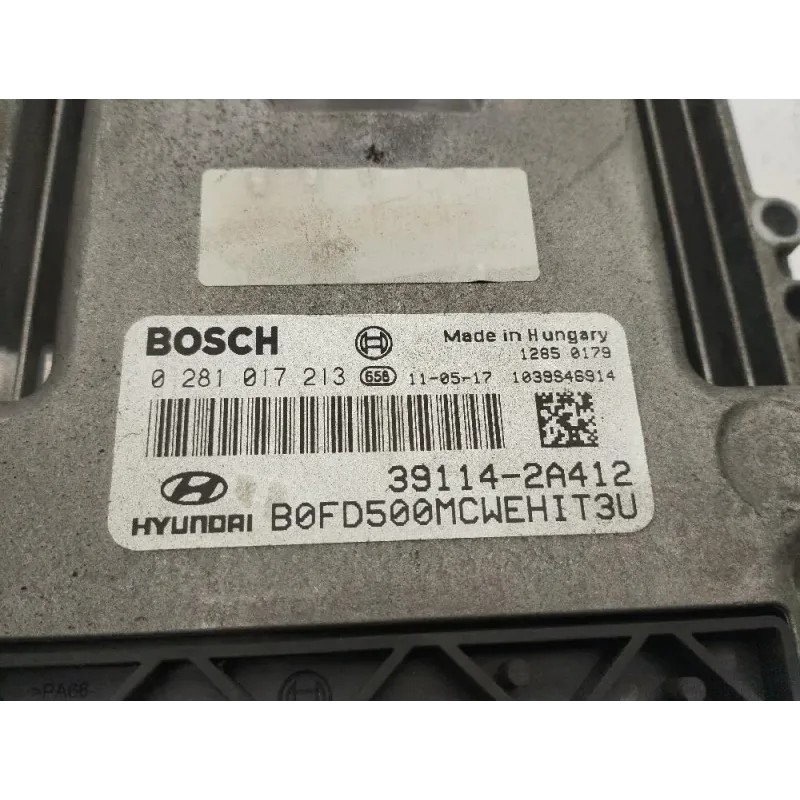 BOSCH
Made in Hungary
1285 0179
0 281 017 213 656 11-05-17 1039S46914
39114-2A412
HYUNDAI B0FD500MCWEHIT3U
>PA66-